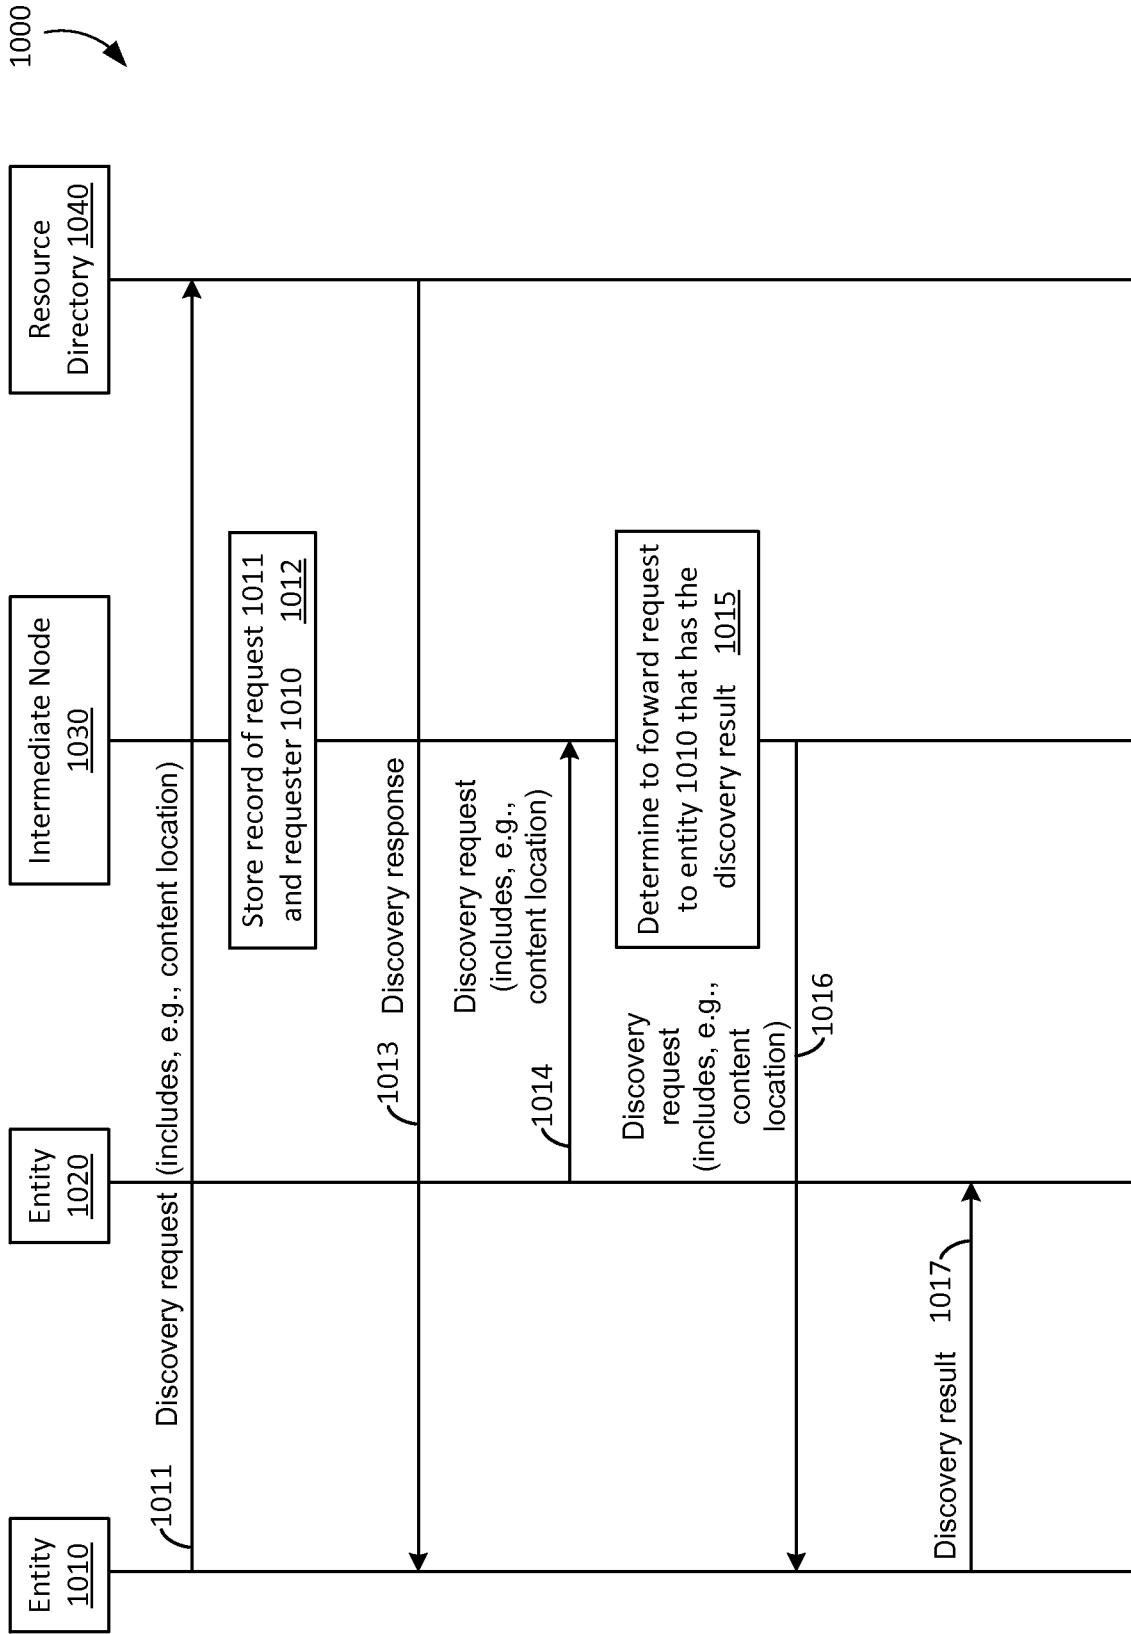 1000
Entity
1010
Entity
1020
Intermediate Node
1030
Resource
Directory 1040
1011
Discovery request (includes, e.g., content location)
Store record of request 1011
and requester 1010 1012
1013
Discovery response
1014
Discovery request
(includes, e.g.,
content location)
Determine to forward request
to entity 1010 that has the
discovery result 1015
Discovery
request
(includes, e.g.,
content
location)
1016
Discovery result
1017